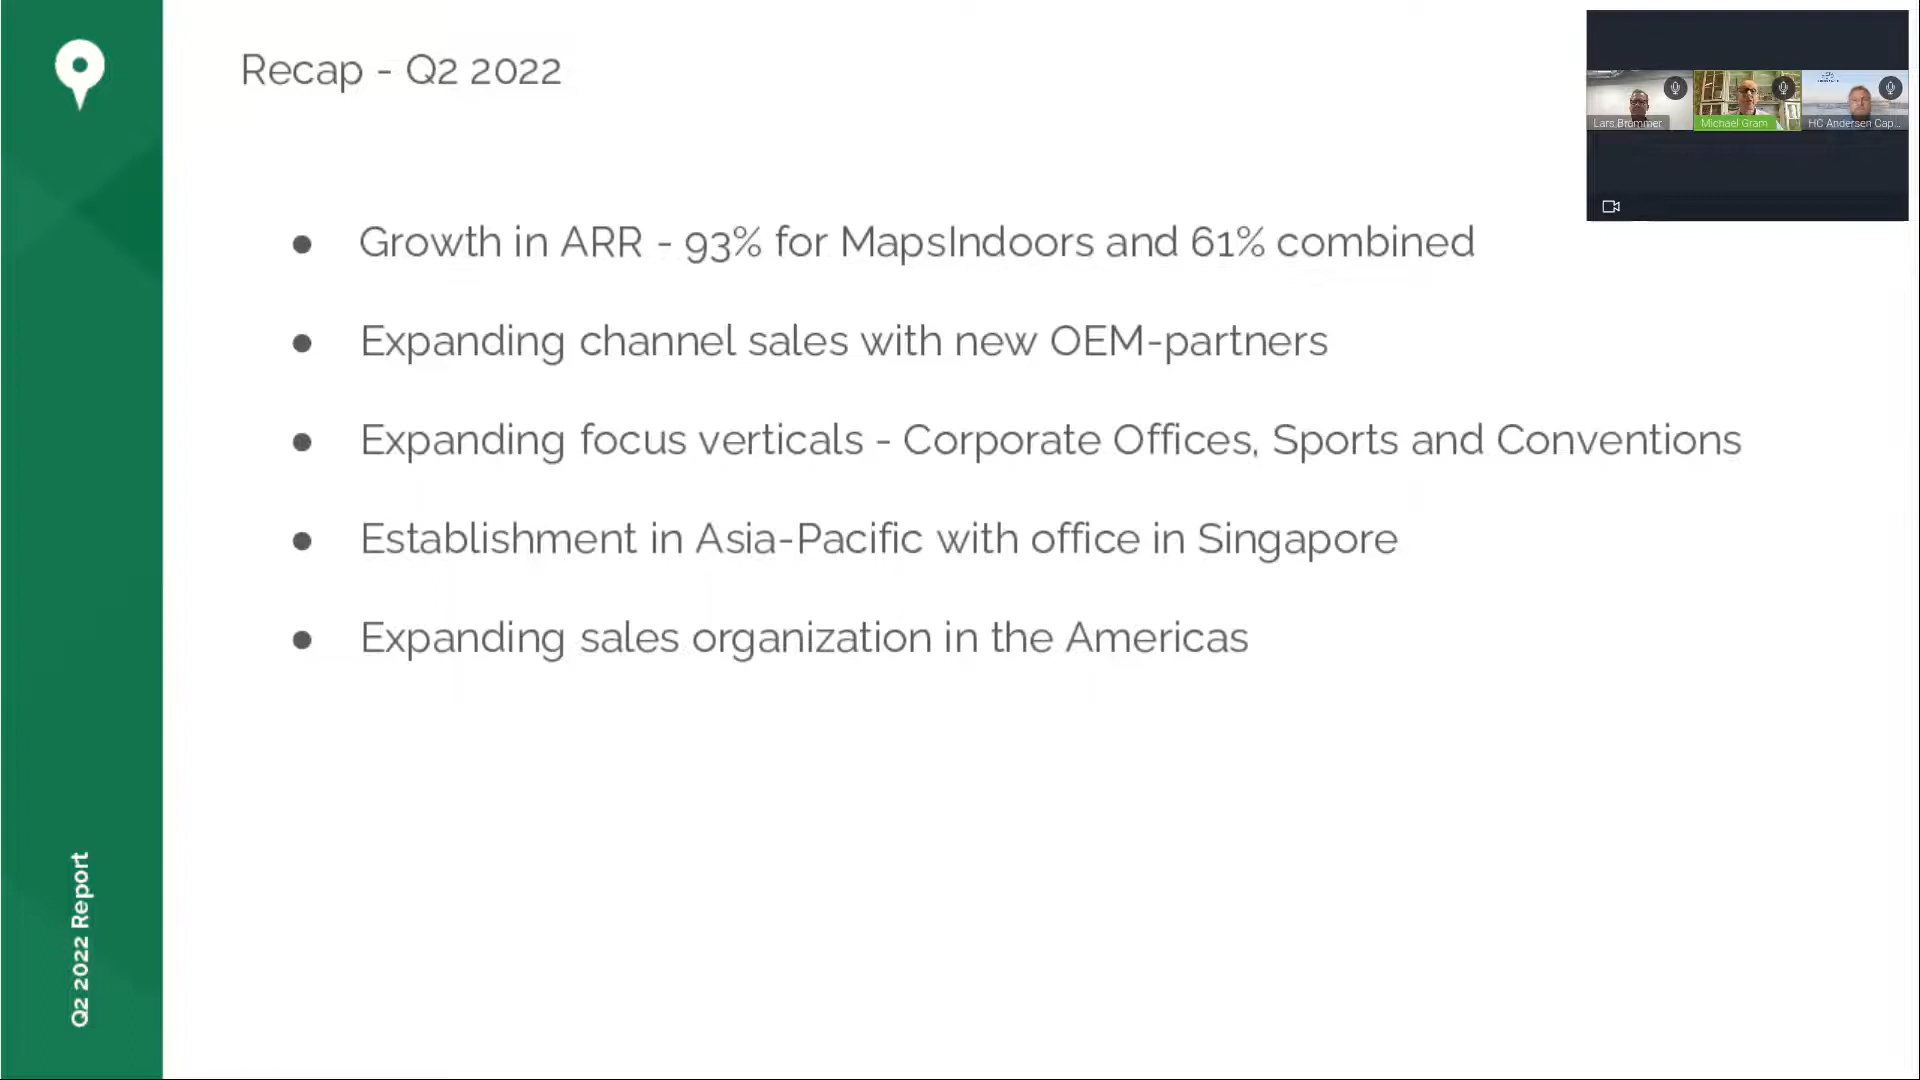 Recap - Q2 2022
Growth in ARR - 93% for MapsIndoors and 61% combined
Expanding channel sales with new OEM-partners
Expanding focus verticals - Corporate Offices, Sports and Conventions
Establishment in Asia-Pacific with office in Singapore
Expanding sales organization in the Americas
Q2 2022 Report
Lars Brammer
Michael Gram
HC Andersen Cap...